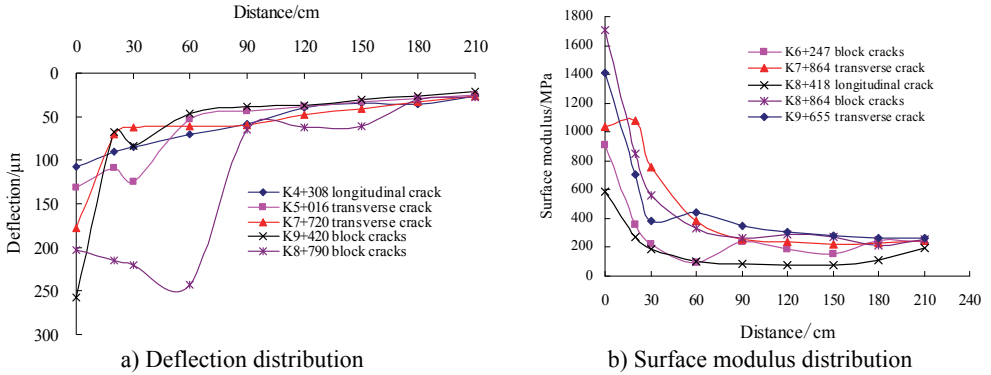 Distance/cm
0 20 30 60 90 120 150 180 210
0
50
100
150
200
250
300
Deflection/μn
K4+308 longitudinal crack
K5+016 transverse crack
K7+720 transverse crack
K9+420 block cracks
K8+790 block cracks
a) Deflection distribution
1800
1600
1400
1200
1000
800
600
400
200
0
Surface modulus/MPa
K6+247 block cracks
K7+864 transverse crack
K8+418 longitudinal crack
K8+864 block cracks
K9+655 transverse crack
0 30 60 90 120 150 180 210 240
Distance/cm
b) Surface modulus distribution